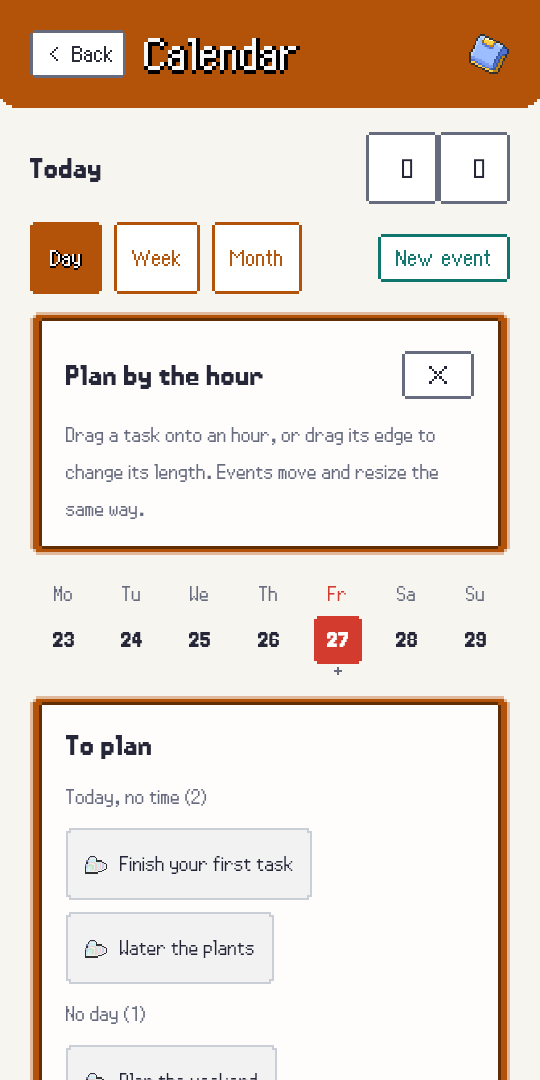 Back
Calendar
Today
Day
Week
Month
New event
Plan by the hour
Drag a task onto an hour, or drag its edge to
change its length. Events move and resize the
same way.
Mo Tu We Th Fr Sa Su
23 24 25 26 27 28 29
+
To plan
Today, no time (2)
Finish your first task
Water the plants
No day (1)
Plan the weekend